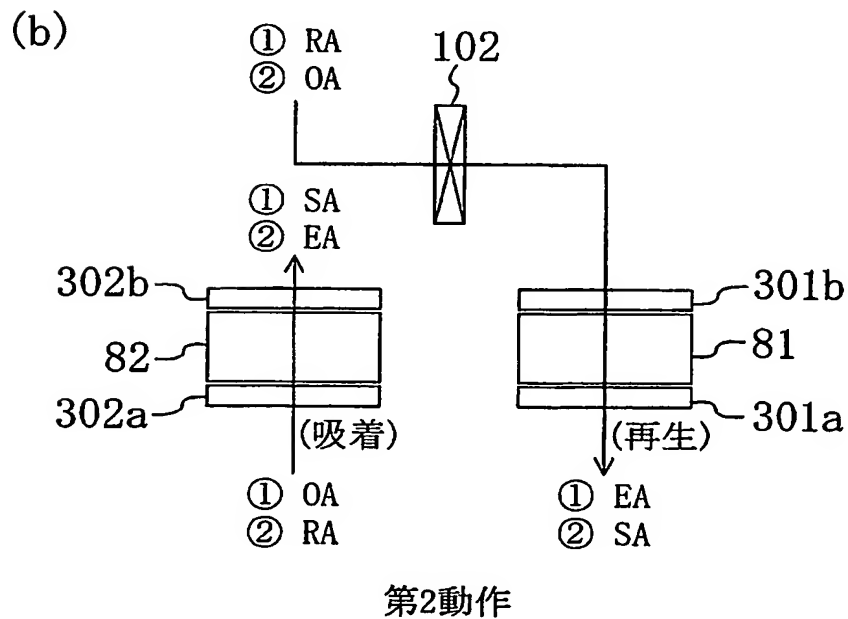 (b)
① RA
② OA
102
① SA
② EA
302b
301b
82
81
302a
301a
(吸着)
(再生)
① OA
② RA
① EA
② SA
第2動作